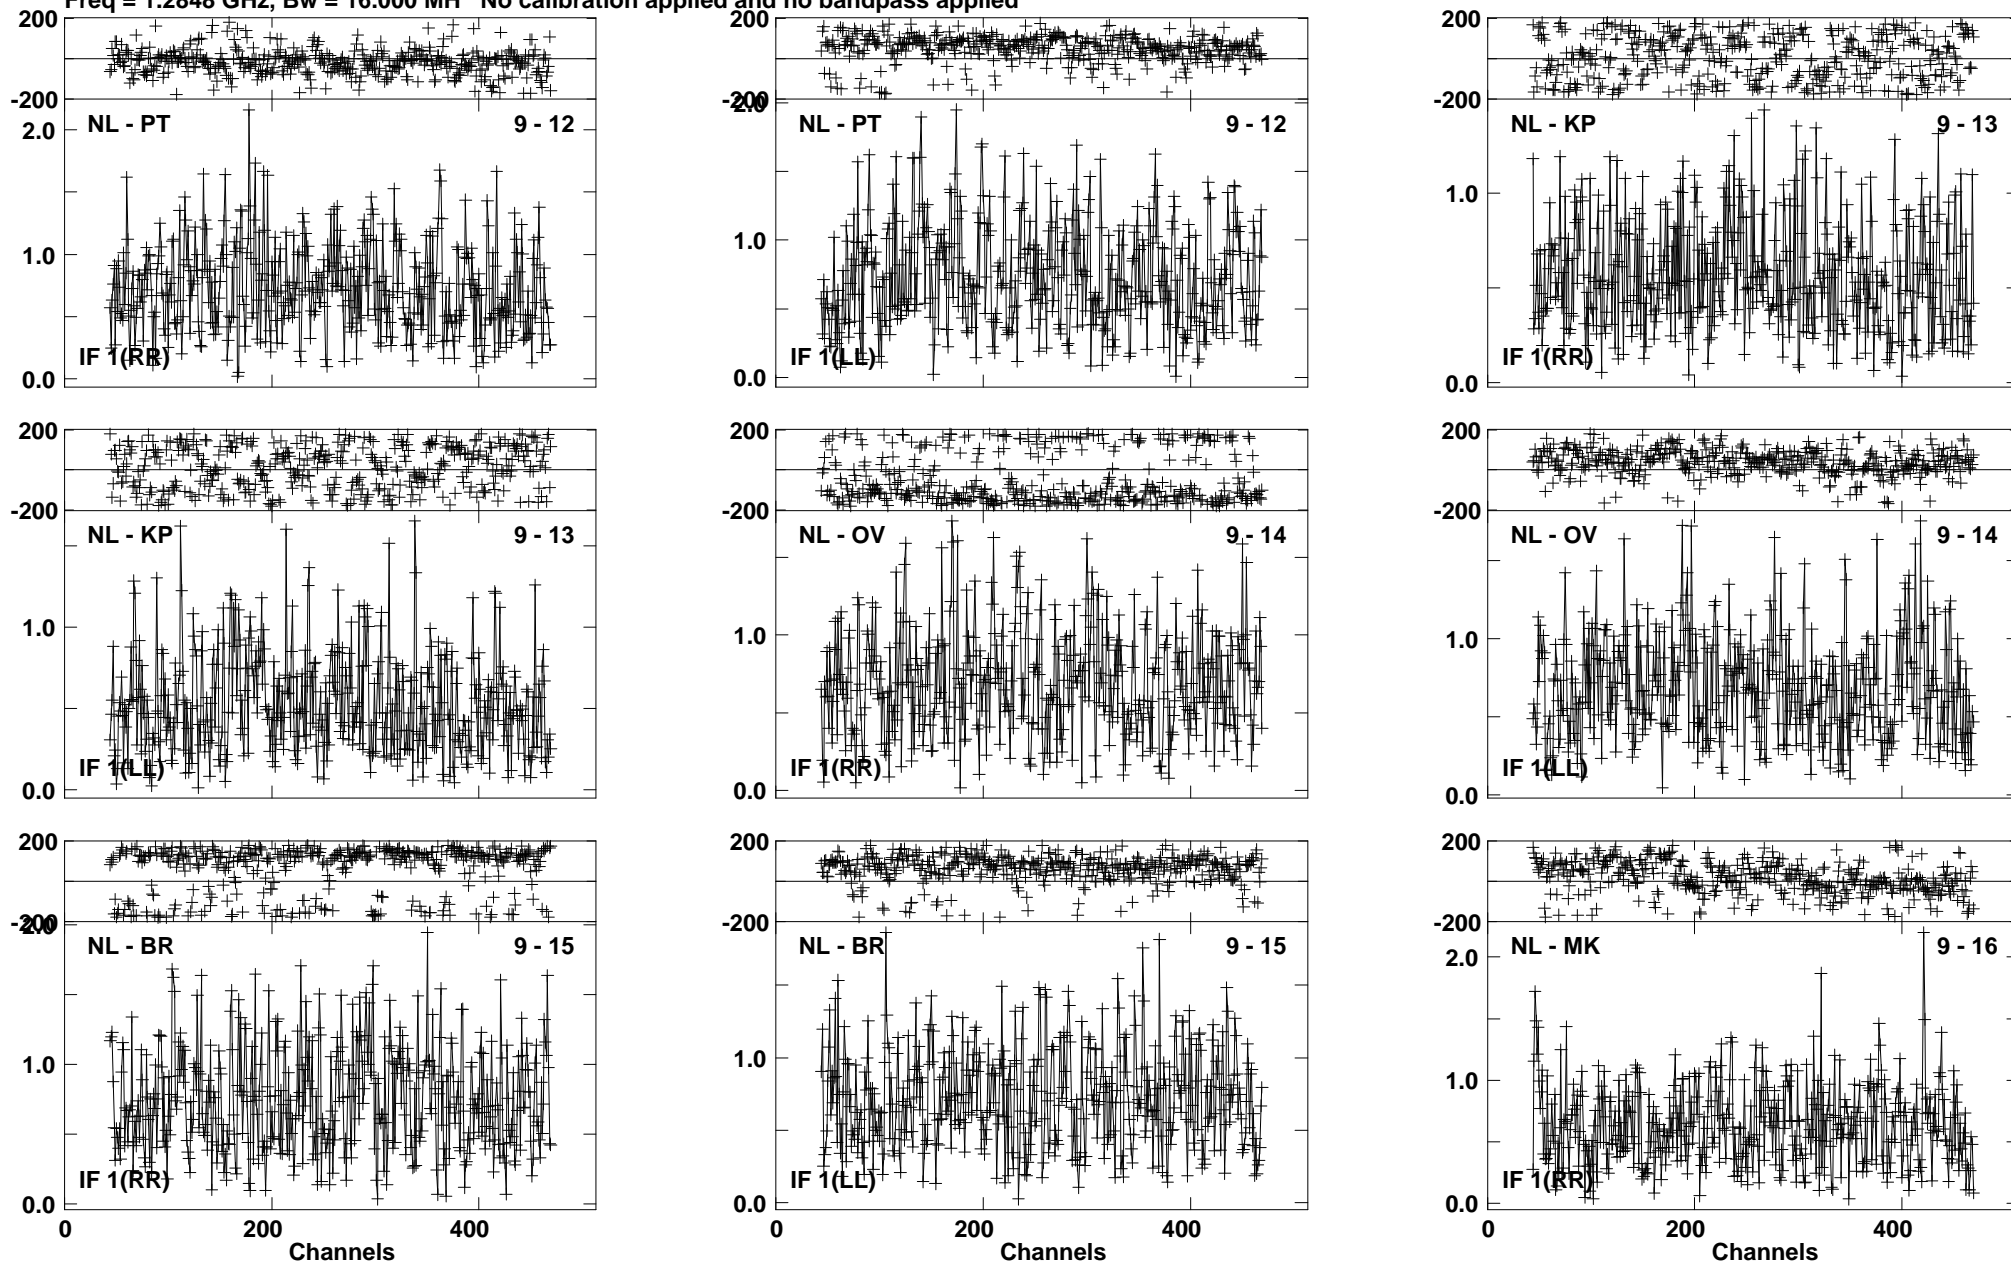 Freq = 1.2848 GHz, Bw = 16.000 MH No calibration applied and no bandpass applied
200
-200
NL - PT 9 - 12
2.0
1.0
0.0
IF 1(RR)
200
-200
2.0
NL - PT 9 - 12
1.0
0.0
IF 1(LL)
200
-200
NL - KP 9 - 13
1.0
0.0
IF 1(RR)
200
-200
NL - KP 9 - 13
1.0
0.0
IF 1(LL)
200
-200
NL - OV 9 - 14
1.0
0.0
IF 1(RR)
200
-200
NL - OV 9 - 14
1.0
0.0
IF 1(LL)
200
-200
2.0
NL - BR 9 - 15
1.0
0.0
IF 1(RR)
0 200 400
Channels
200
-200
NL - BR 9 - 15
1.0
0.0
IF 1(LL)
0 200 400
Channels
200
-200
NL - MK 9 - 16
2.0
1.0
0.0
IF 1(RR)
0 200 400
Channels